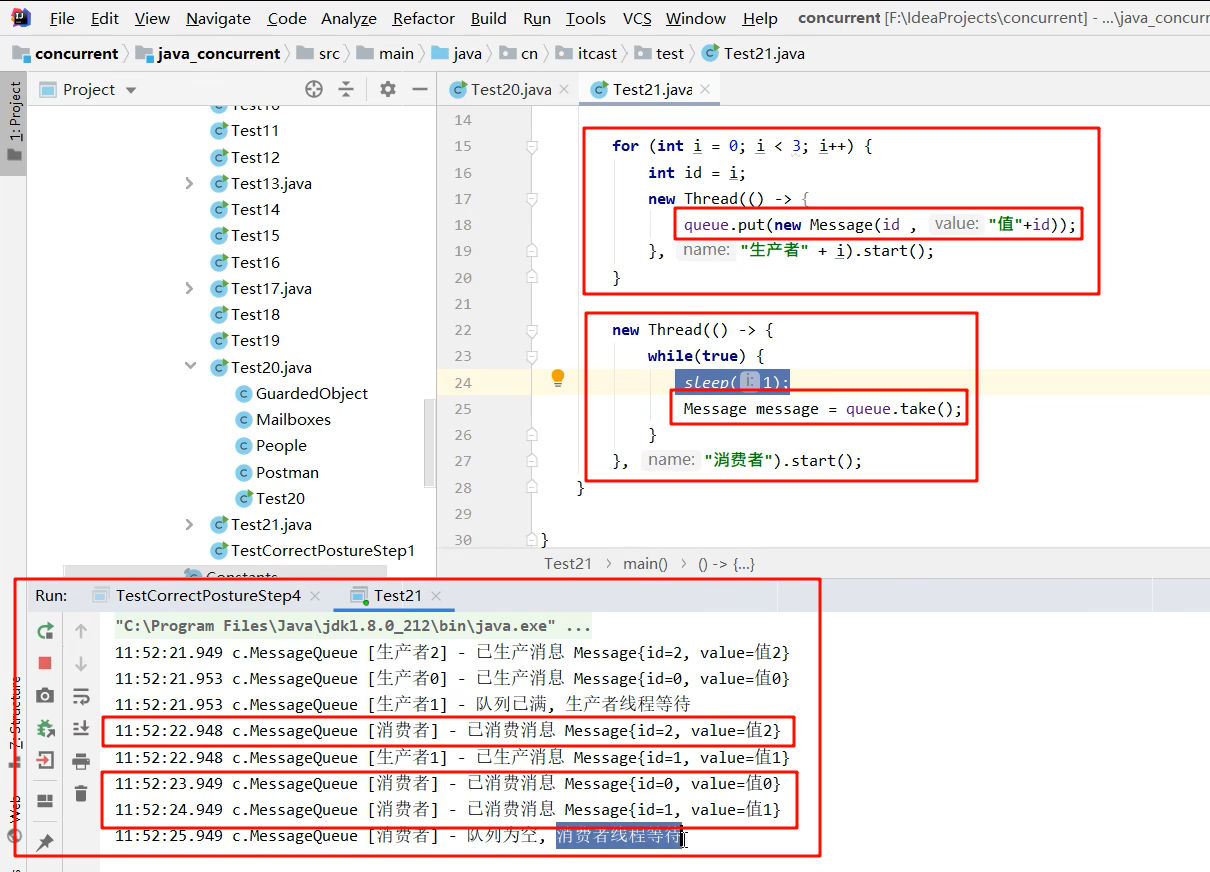 File Edit View Navigate Code Analyze Refactor Build Run Tools VCS Window Help concurrent [F:\IdeaProjects\concurrent] - ...\java_concurr
concurrent java_concurrent src main java cn itcast test Test21.java
1: Project
Project
Test20.java
Test21.java
Test10
Test11
Test12
Test13.java
Test14
Test15
Test16
Test17.java
Test18
Test19
Test20.java
GuardedObject
Mailboxes
People
Postman
Test20
Test21.java
TestCorrectPostureStep1
Constants
14
15 for (int i = 0; i < 3; i++) {
16 int id = i;
17 new Thread(() -> {
18 queue.put(new Message(id , value: "值"+id));
19 }, name: "生产者" + i).start();
20 }
21
22 new Thread(() -> {
23 while(true) {
24 sleep( i: 1);
25 Message message = queue.take();
26 }
27 }, name: "消费者").start();
28 }
29
30 }
Test21 main() () -> {...}
Run: TestCorrectPostureStep4 Test21
"C:\Program Files\Java\jdk1.8.0_212\bin\java.exe" ...
11:52:21.949 c.MessageQueue [生产者2] - 已生产消息 Message{id=2, value=值2}
11:52:21.953 c.MessageQueue [生产者0] - 已生产消息 Message{id=0, value=值0}
11:52:21.953 c.MessageQueue [生产者1] - 队列已满, 生产者线程等待
11:52:22.948 c.MessageQueue [消费者] - 已消费消息 Message{id=2, value=值2}
11:52:22.948 c.MessageQueue [生产者1] - 已生产消息 Message{id=1, value=值1}
11:52:23.949 c.MessageQueue [消费者] - 已消费消息 Message{id=0, value=值0}
11:52:24.949 c.MessageQueue [消费者] - 已消费消息 Message{id=1, value=值1}
11:52:25.949 c.MessageQueue [消费者] - 队列为空, 消费者线程等待
7: Structure
Web